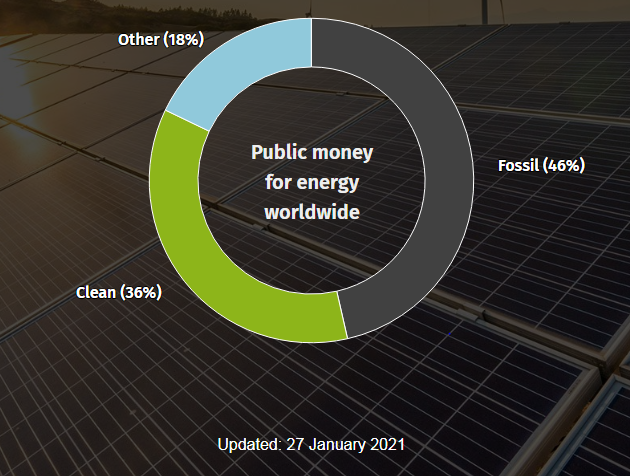 Other (18%)
Public money
for energy
worldwide
Fossil (46%)
Clean (36%)
Updated: 27 January 2021